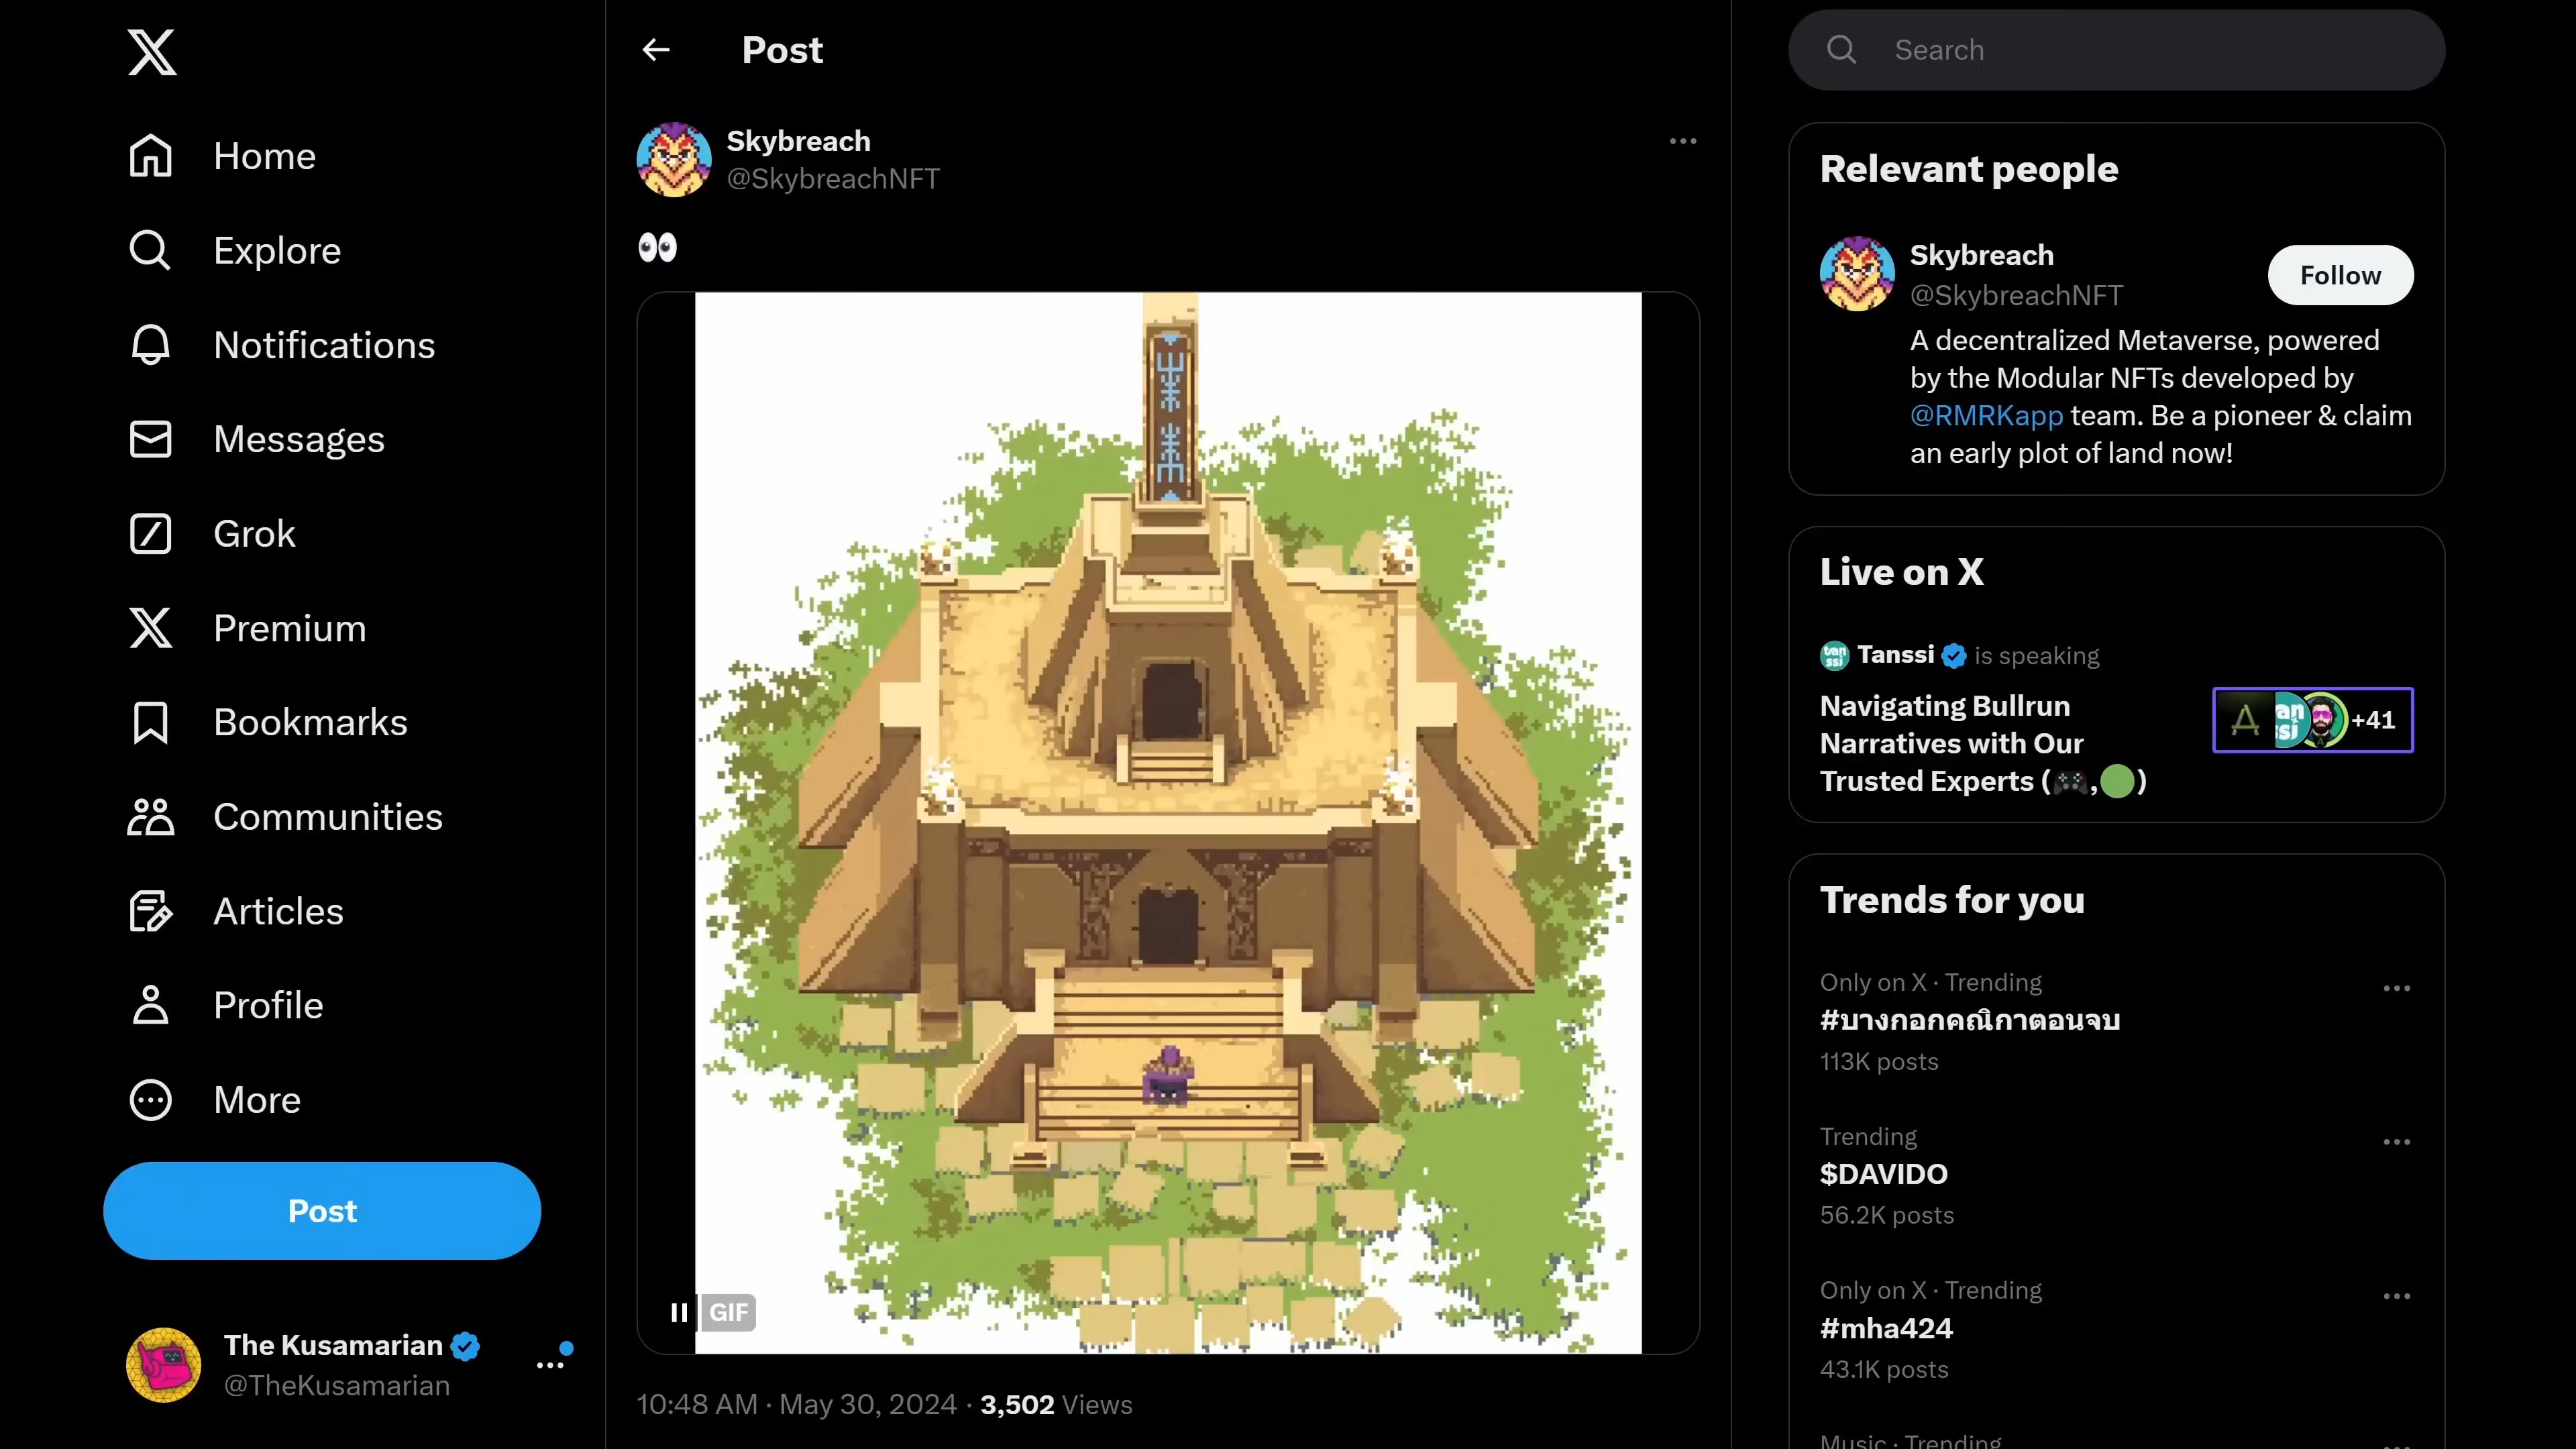 Home
Explore
Notifications
Messages
Grok
Premium
Bookmarks
Communities
Articles
Profile
More
Post
The Kusamarian
@TheKusamarian
Post
Skybreach
@SkybreachNFT
👀
GIF
10:48 AM · May 30, 2024 · 3,502 Views
Search
Relevant people
Skybreach
@SkybreachNFT
Follow
A decentralized Metaverse, powered
by the Modular NFTs developed by
@RMRKapp team. Be a pioneer & claim
an early plot of land now!
Live on X
tan
ssi
Tanssi is speaking
Navigating Bullrun
Narratives with Our
Trusted Experts (🎮,🟢)
+41
Trends for you
Only on X · Trending
#บางกอกคณิกาตอนจบ
113K posts
Trending
$DAVIDO
56.2K posts
Only on X · Trending
#mha424
43.1K posts
Music · Trending